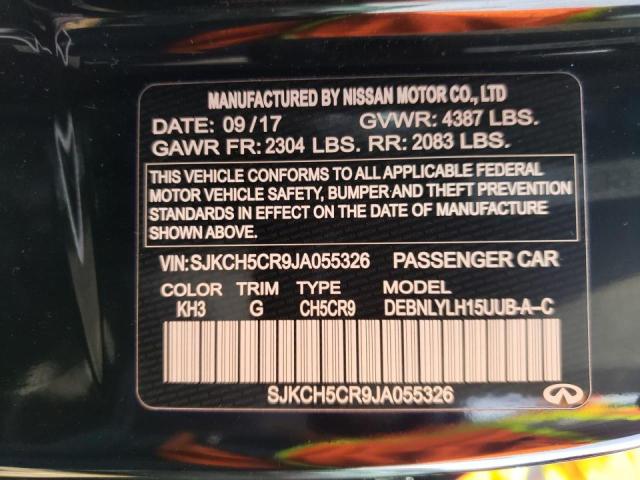 MANUFACTURED BY NISSAN MOTOR CO., LTD
DATE: 09/17 GVWR: 4387 LBS.
GAWR FR: 2304 LBS. RR: 2083 LBS.
THIS VEHICLE CONFORMS TO ALL APPLICABLE FEDERAL
MOTOR VEHICLE SAFETY, BUMPER AND THEFT PREVENTION
STANDARDS IN EFFECT ON THE DATE OF MANUFACTURE
SHOWN ABOVE.
VIN:SJKCH5CR9JA055326 PASSENGER CAR
COLOR TRIM TYPE MODEL
KH3 G CH5CR9 DEBNLYLH15UUB-A-C
SJKCH5CR9JA055326